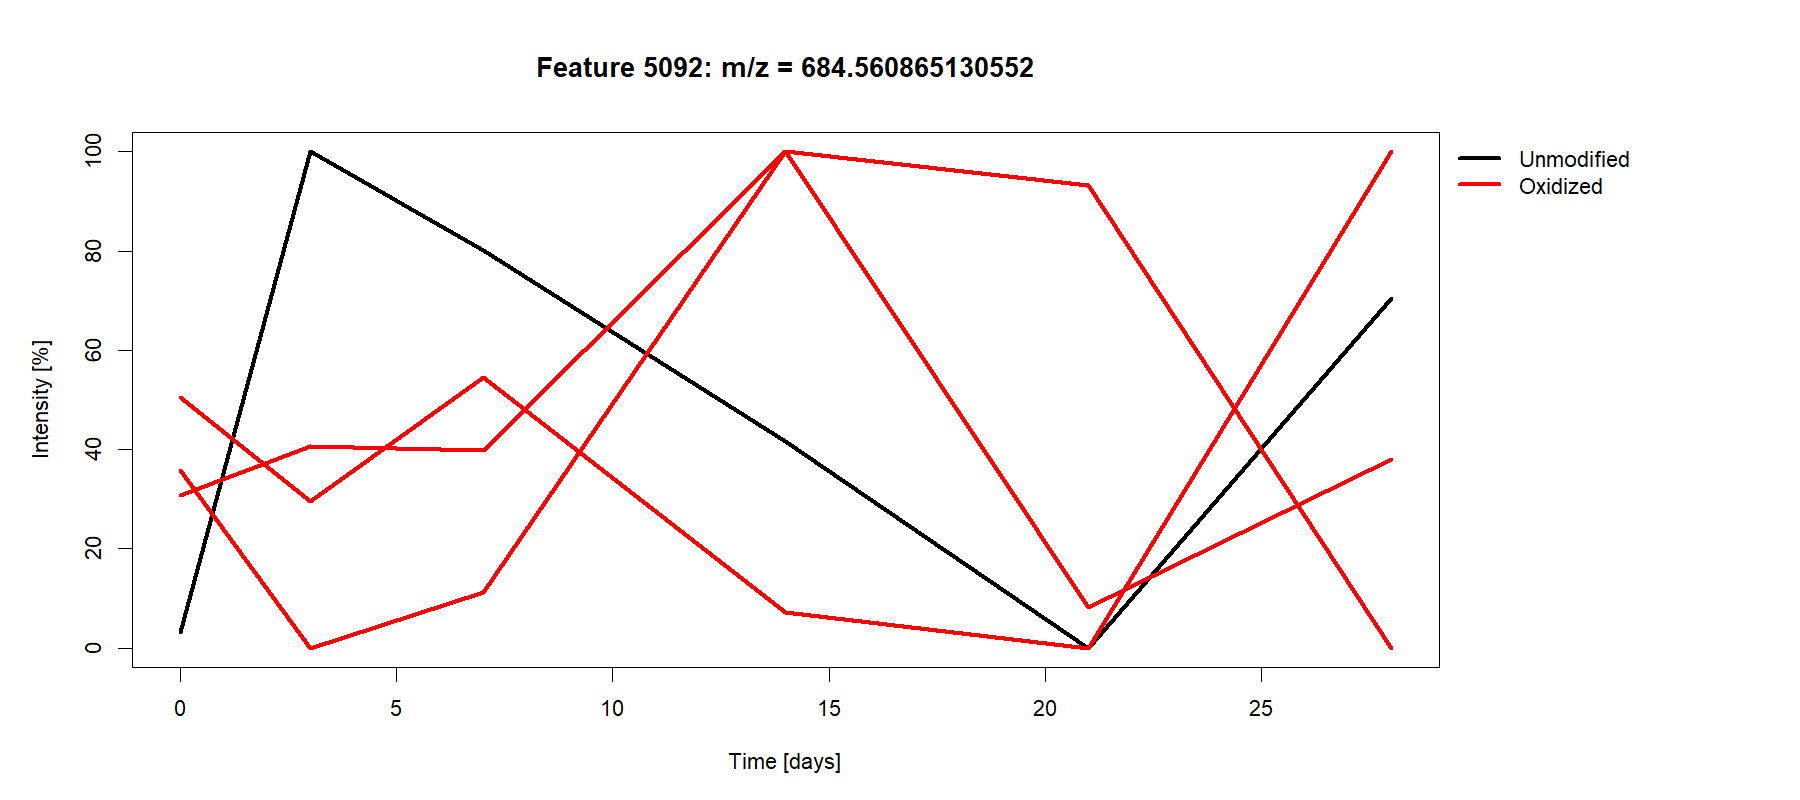 Feature 5092: m/z = 684.560865130552
Unmodified
Oxidized
Intensity [%]
100
80
60
40
20
0
0 5 10 15 20 25
Time [days]